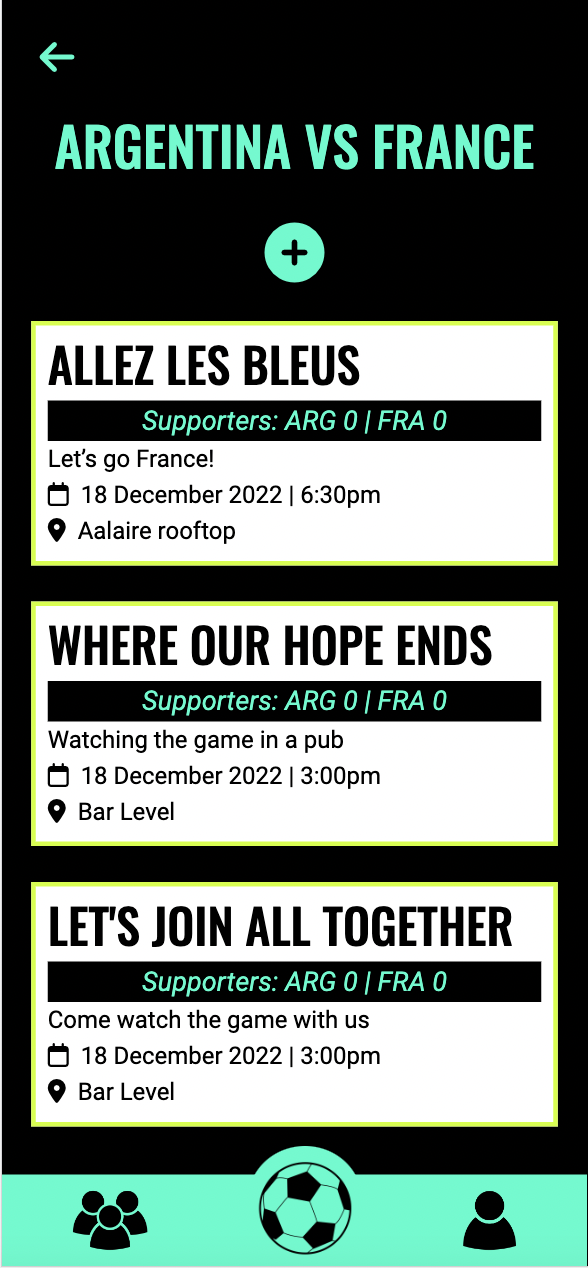 ARGENTINA VS FRANCE
ALLEZ LES BLEUS
Supporters: ARG 0 | FRA 0
Let’s go France!
18 December 2022 | 6:30pm
Aalaire rooftop
WHERE OUR HOPE ENDS
Supporters: ARG 0 | FRA 0
Watching the game in a pub
18 December 2022 | 3:00pm
Bar Level
LET'S JOIN ALL TOGETHER
Supporters: ARG 0 | FRA 0
Come watch the game with us
18 December 2022 | 3:00pm
Bar Level